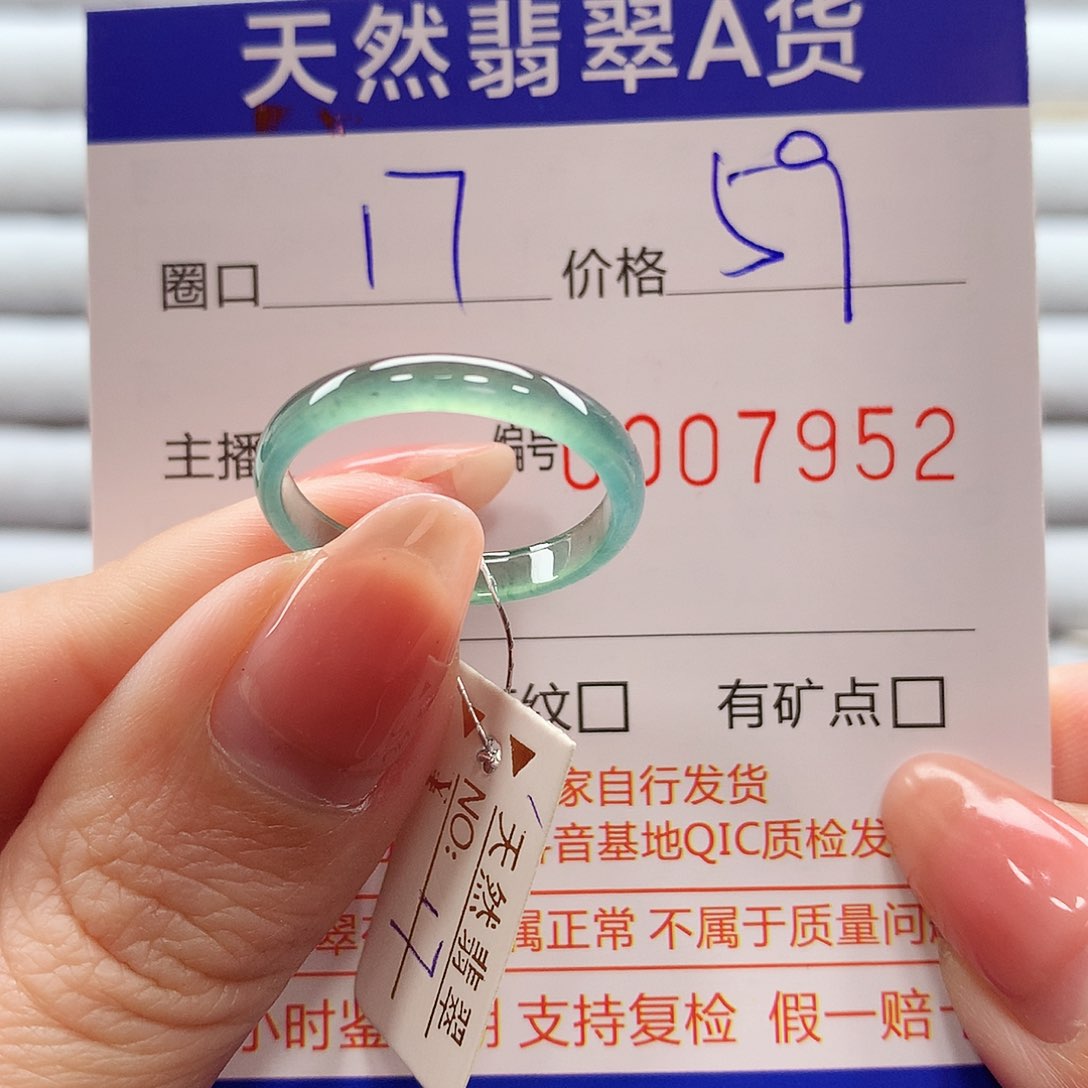 天然翡翠A货
圈口 17 价格 59
主播 编号 0007952
纹□ 有矿点□
家自行发货
音基地QIC质检发
属正常 不属于质量问
小时鉴 支持复检 假一赔
天然翡翠
NO:
¥ 17